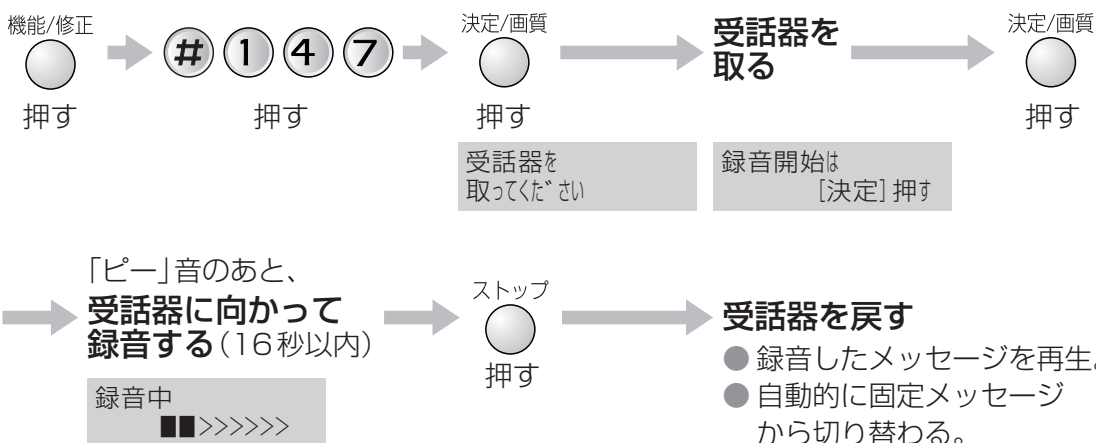 機能/修正
押す
# 1 4 7
押す
決定/画質
押す
受話器を
取ってください
受話器を
取る
録音開始は
[決定] 押す
決定/画質
押す
「ピー」音のあと、
受話器に向かって
録音する(16秒以内)
録音中
■■>>>>>>
ストップ
押す
受話器を戻す
● 録音したメッセージを再生
● 自動的に固定メッセージ
から切り替わる。